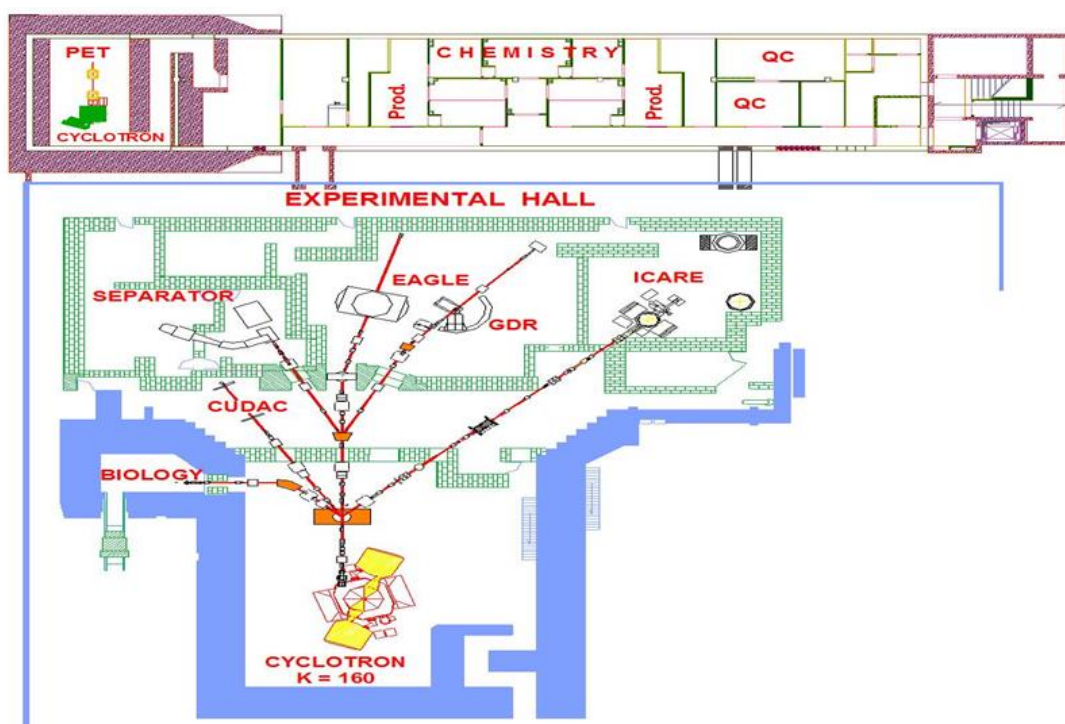 PET
CYCLOTRON
Prod.
CHEMISTRY
Prod.
QC
QC
EXPERIMENTAL HALL
SEPARATOR
EAGLE
GDR
ICARE
CUDAC
BIOLOGY
CYCLOTRON
K = 160